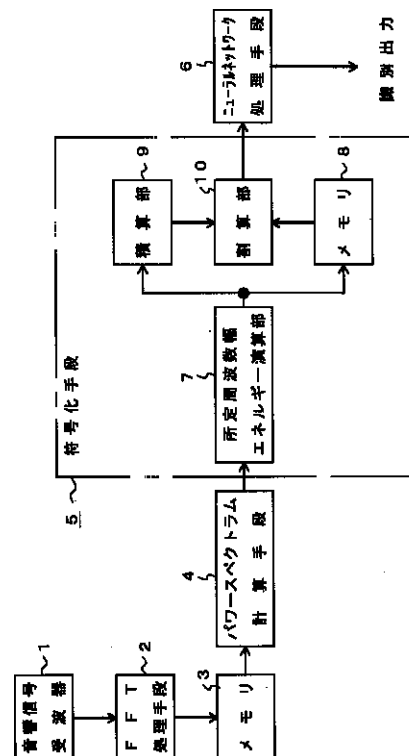 1
音響信号
受波器
2
FFT
処理手段
3
メモリ
4
パワースペクトラム
計算手段
5
符号化手段
7
所定周波数幅
エネルギー演算部
9
積算部
10
割算部
8
メモリ
6
ニューラルネットワーク
処理手段
識別出力